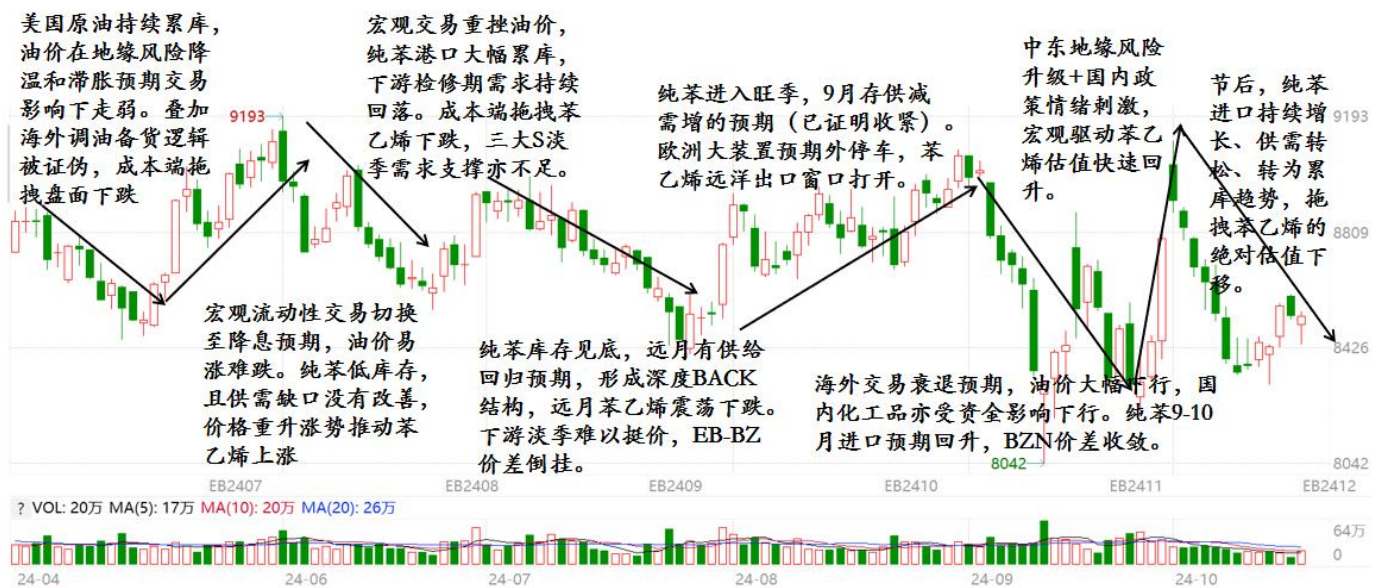 美国原油持续累库，
油价在地缘风险降
温和滞胀预期交易
影响下走弱。叠加
海外调油备货逻辑
被证伪，成本端拖
拽盘面下跌
宏观交易重挫油价，
纯苯港口大幅累库，
下游检修期需求持续
回落。成本端拖拽苯
乙烯下跌，三大S淡
季需求支撑亦不足。
纯苯进入旺季，9月存供减
需增的预期（已证明收紧）。
欧洲大装置预期外停车，苯
乙烯远洋出口窗口打开。
中东地缘风险
升级+国内政
策情绪刺激，
宏观驱动苯乙
烯估值快速回
升。
节后，纯苯
进口持续增
长、供需转
松、转为累
库趋势，拖
拽苯乙烯的
绝对估值下
移。
9193
9193
8809
8426
8042
宏观流动性交易切换
至降息预期，油价易
涨难跌。纯苯低库存，
且供需缺口没有改善，
价格重升涨势推动苯
乙烯上涨
纯苯库存见底，远月有供给
回归预期，形成深度BACK
结构，远月苯乙烯震荡下跌。
下游淡季难以挺价，EB-BZ
价差倒挂。
海外交易衰退预期，油价大幅下行，国
内化工品亦受资金影响下行。纯苯9-10
月进口预期回升，BZN价差收敛。
8042
EB2407 EB2408 EB2409 EB2410 EB2411 EB2412
? VOL: 20万 MA(5): 17万 MA(10): 20万 MA(20): 26万
64万
0
24-04 24-06 24-07 24-08 24-09 24-10